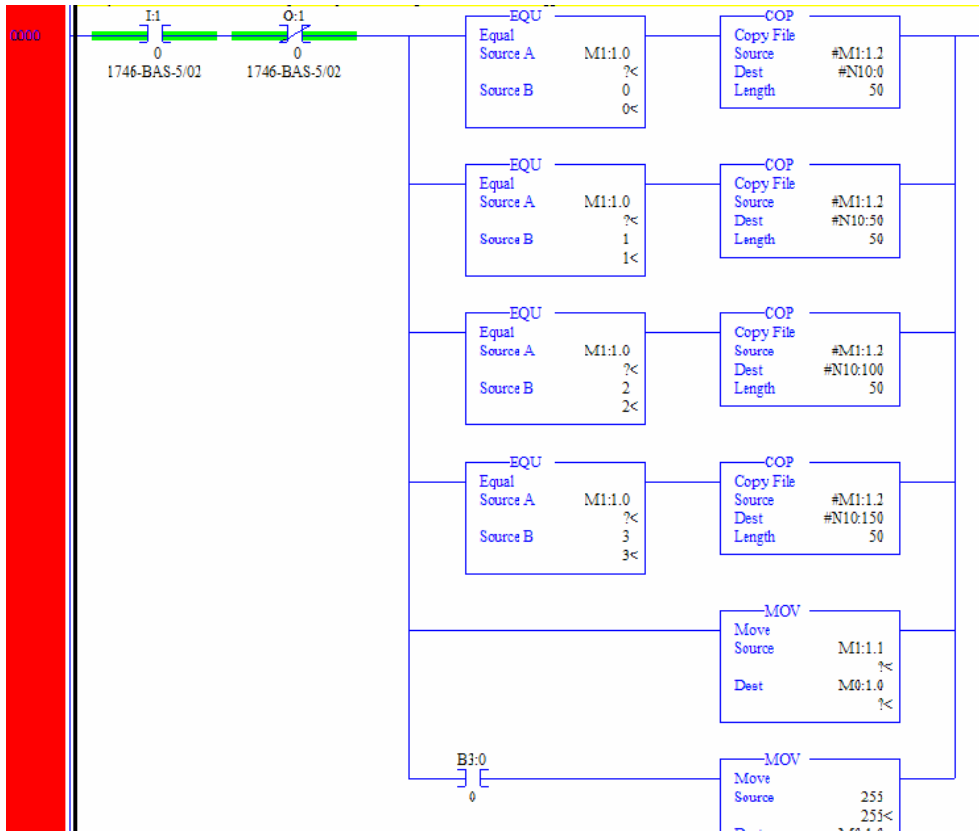 0000
I:1
0
1746-BAS-5/02
O:1
0
1746-BAS-5/02
EQU
Equal
Source A M1:1.0
?<
Source B 0
0<
COP
Copy File
Source #M1:1.2
Dest #N10:0
Length 50
EQU
Equal
Source A M1:1.0
?<
Source B 1
1<
COP
Copy File
Source #M1:1.2
Dest #N10:50
Length 50
EQU
Equal
Source A M1:1.0
?<
Source B 2
2<
COP
Copy File
Source #M1:1.2
Dest #N10:100
Length 50
EQU
Equal
Source A M1:1.0
?<
Source B 3
3<
COP
Copy File
Source #M1:1.2
Dest #N10:150
Length 50
MOV
Move
Source M1:1.1
?<
Dest M0:1.0
?<
B3:0
0
MOV
Move
Source 255
255<